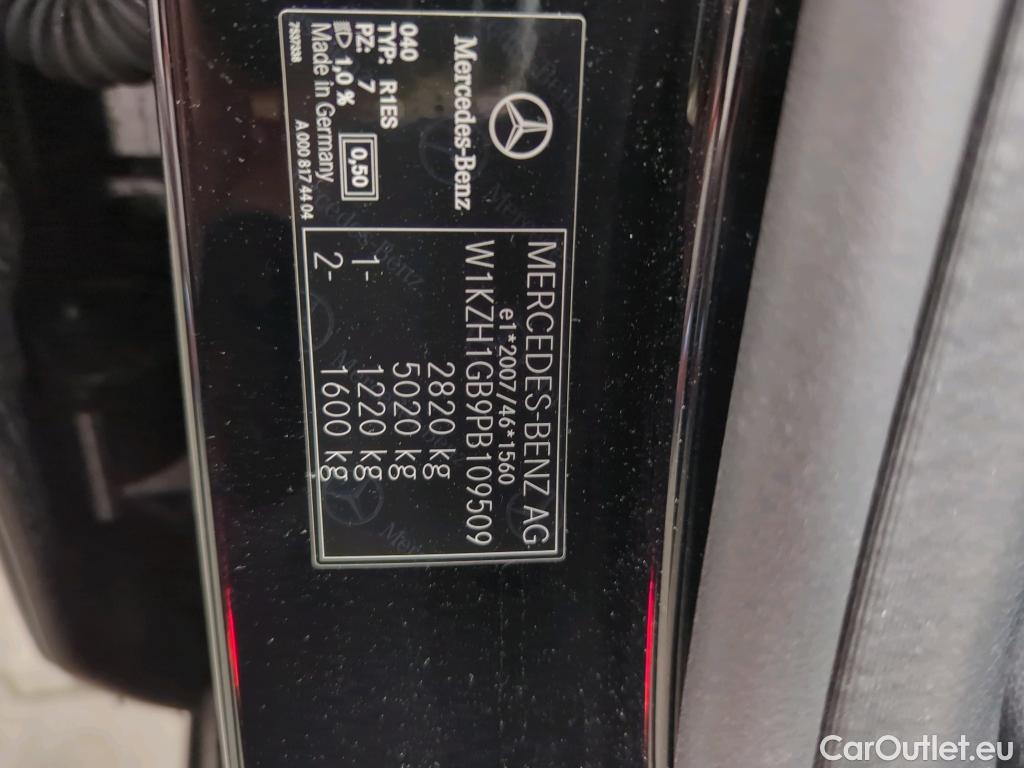 Mercedes-Benz
040
TYP: R1ES
PZ: 7
1,0 %
0,50
Made in Germany
7537308
A 000 817 44 04
MERCEDES-BENZ AG
e1*2007/46*1560
W1KZH1GB9PB109509
2820 kg
5020 kg
1- 1220 kg
2- 1600 kg
CarOutlet.eu